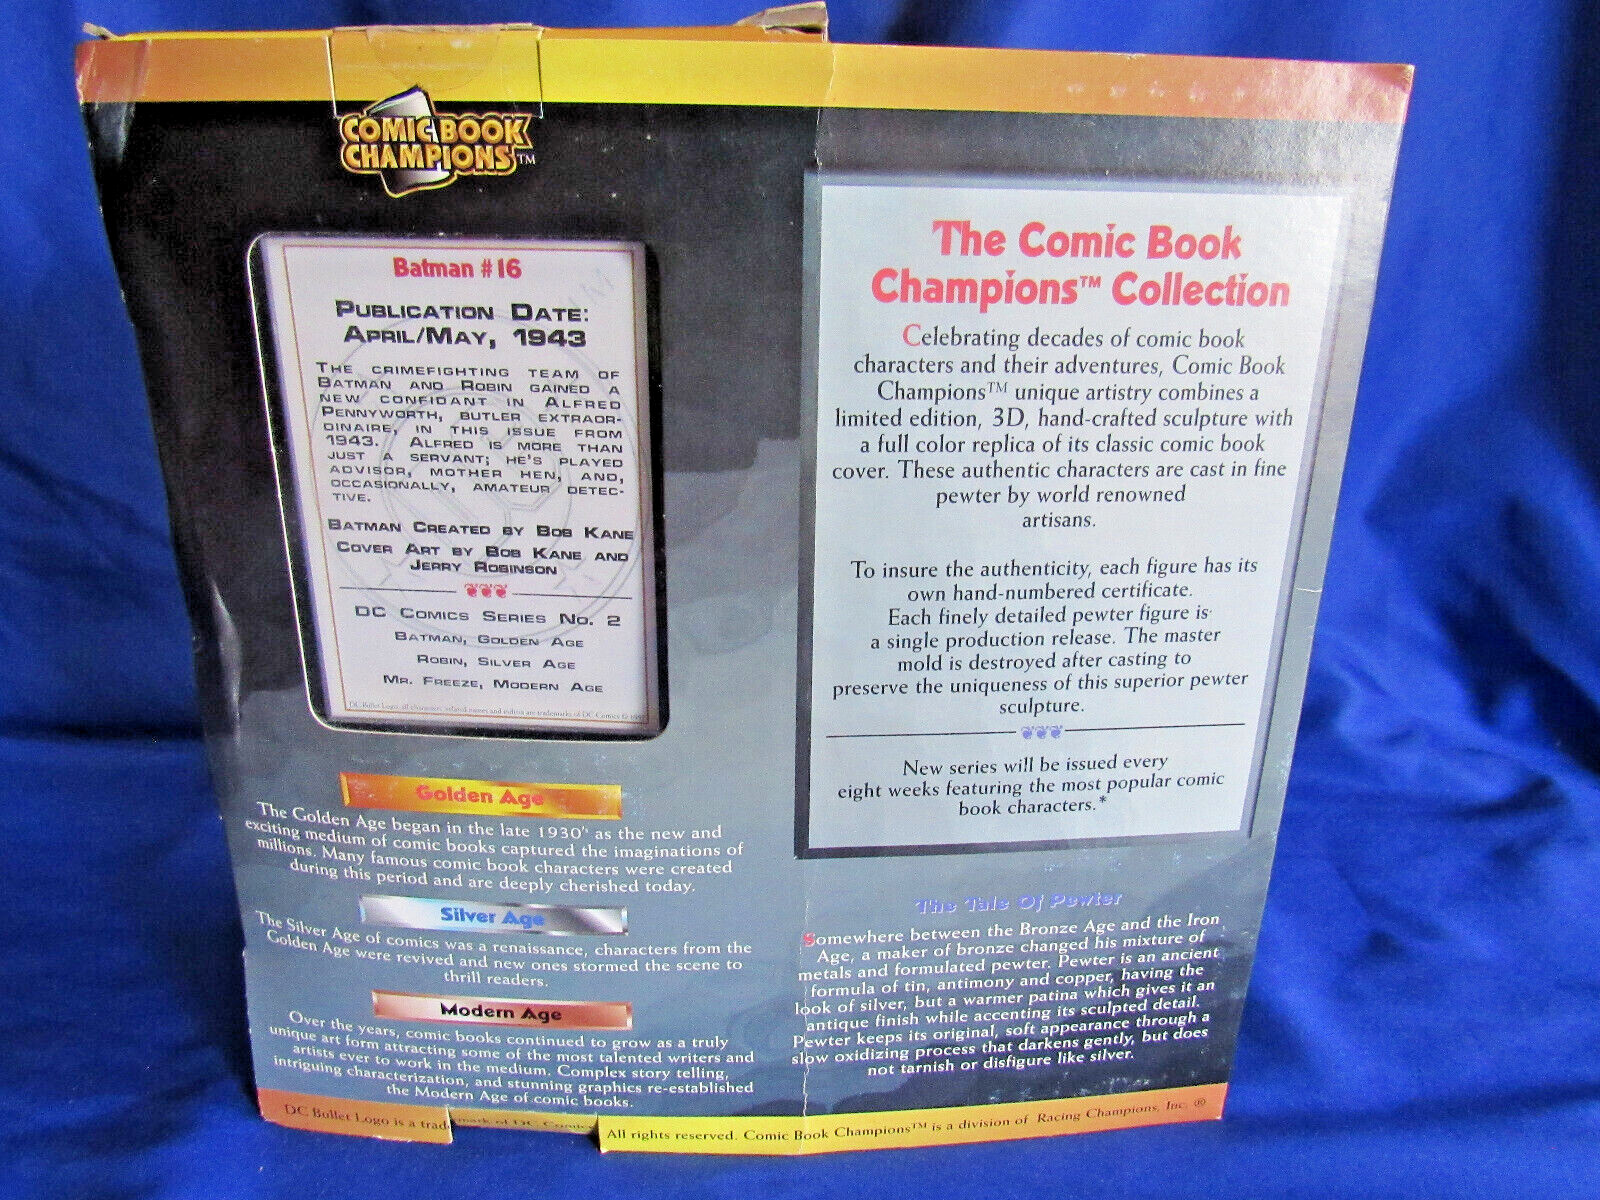 COMIC BOOK
CHAMPIONS™
Batman #16
PUBLICATION DATE:
APRIL/MAY, 1943
THE CRIMEFIGHTING TEAM OF
BATMAN AND ROBIN GAINED A
NEW CONFIDANT IN ALFRED
PENNYWORTH, BUTLER EXTRAOR-
DINAIRE, IN THIS ISSUE FROM
1943. ALFRED IS MORE THAN
JUST A SERVANT; HE'S PLAYED
ADVISOR, MOTHER HEN, AND,
OCCASIONALLY, AMATEUR DETEC-
TIVE.
BATMAN CREATED BY BOB KANE
COVER ART BY BOB KANE AND
JERRY ROBINSON
DC COMICS SERIES NO. 2
BATMAN, GOLDEN AGE
ROBIN, SILVER AGE
MR. FREEZE, MODERN AGE
DC Bullet Logo, all characters, related names and indicia are trademarks of DC Comics ©
Golden Age
The Golden Age began in the late 1930's as the new and
exciting medium of comic books captured the imaginations of
millions. Many famous comic book characters were created
during this period and are deeply cherished today.
Silver Age
The Silver Age of comics was a renaissance, characters from the
Golden Age were revived and new ones stormed the scene to
thrill readers.
Modern Age
Over the years, comic books continued to grow as a truly
unique art form attracting some of the most talented writers and
artists ever to work in the medium. Complex story telling,
intriguing characterization, and stunning graphics re-established
the Modern Age of comic books.
The Comic Book
Champions™ Collection
Celebrating decades of comic book
characters and their adventures, Comic Book
Champions™ unique artistry combines a
limited edition, 3D, hand-crafted sculpture with
a full color replica of its classic comic book
cover. These authentic characters are cast in fine
pewter by world renowned
artisans.
To insure the authenticity, each figure has its
own hand-numbered certificate.
Each finely detailed pewter figure is
a single production release. The master
mold is destroyed after casting to
preserve the uniqueness of this superior pewter
sculpture.
New series will be issued every
eight weeks featuring the most popular comic
book characters.*
The Tale Of Pewter
Somewhere between the Bronze Age and the Iron
Age, a maker of bronze changed his mixture of
metals and formulated pewter. Pewter is an ancient
formula of tin, antimony and copper, having the
look of silver, but a warmer patina which gives it an
antique finish while accenting its sculpted detail.
Pewter keeps its original, soft appearance through a
slow oxidizing process that darkens gently, but does
not tarnish or disfigure like silver.
DC Bullet Logo is a trademark of DC Comics
All rights reserved. Comic Book Champions™ is a division of Racing Champions, Inc. ®